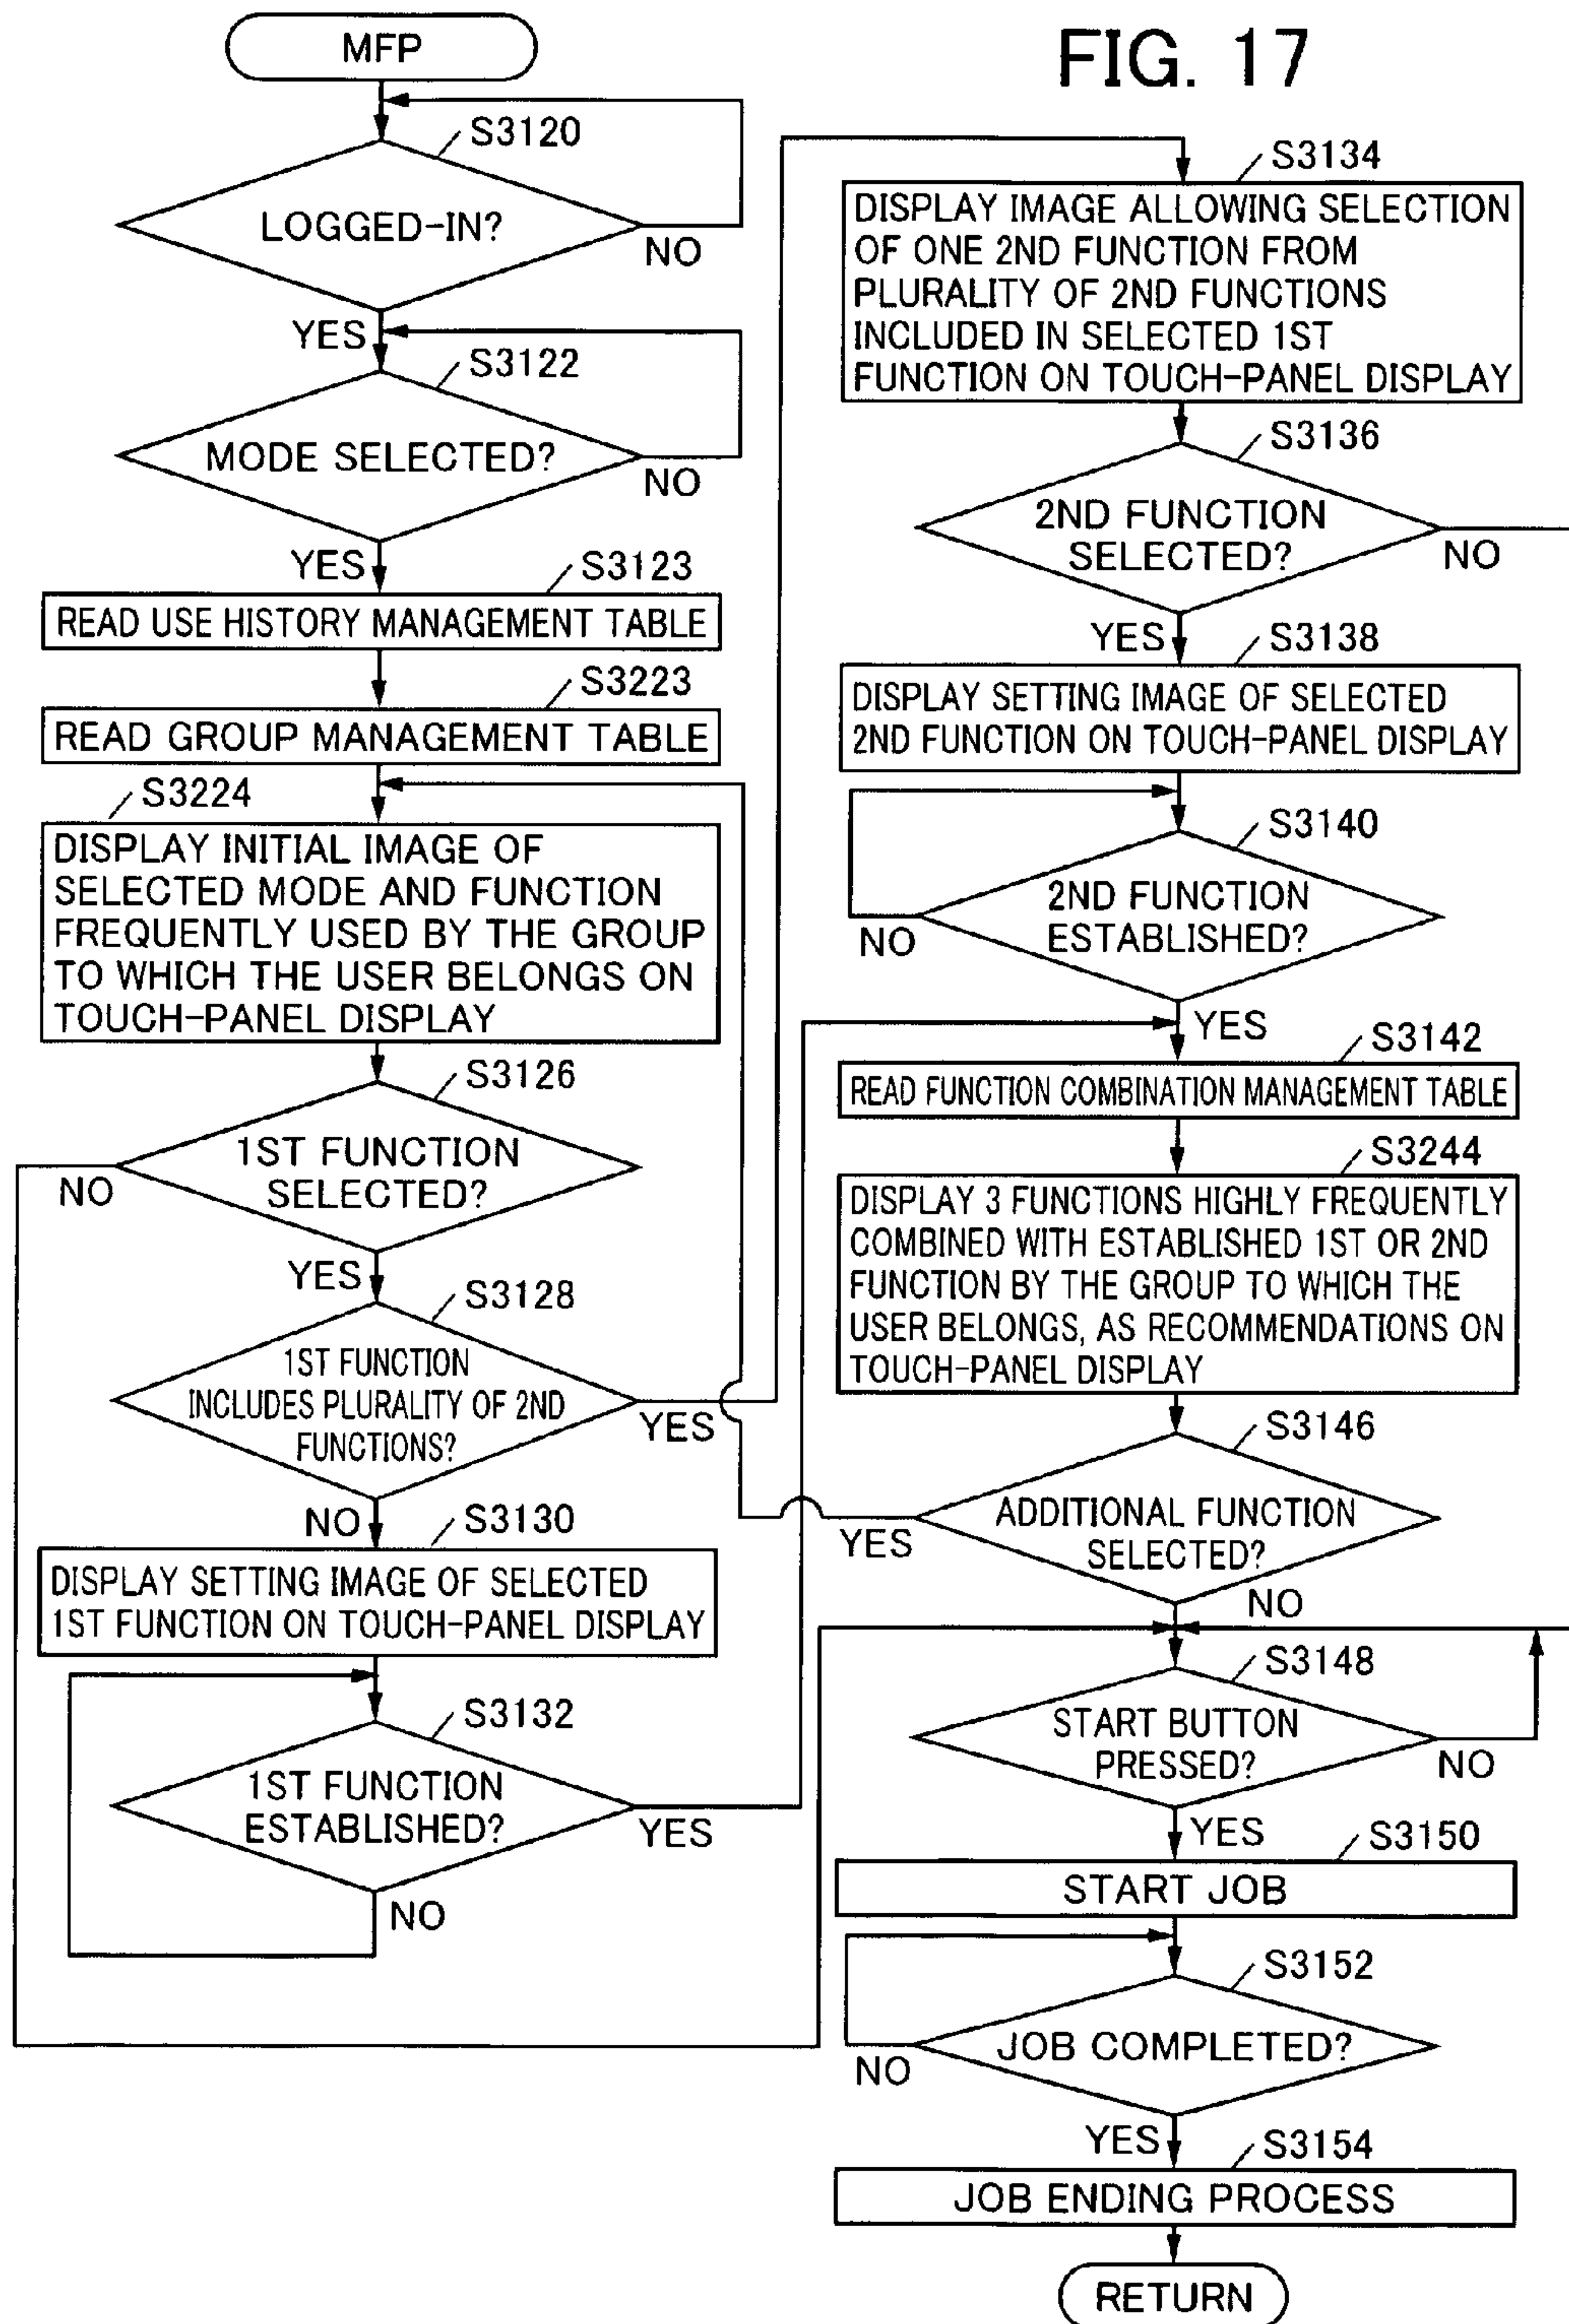 FIG. 17
MFP
S3120
LOGGED-IN?
NO
YES
S3122
MODE SELECTED?
NO
YES
S3123
READ USE HISTORY MANAGEMENT TABLE
S3223
READ GROUP MANAGEMENT TABLE
S3224
DISPLAY INITIAL IMAGE OF
SELECTED MODE AND FUNCTION
FREQUENTLY USED BY THE GROUP
TO WHICH THE USER BELONGS ON
TOUCH-PANEL DISPLAY
S3126
1ST FUNCTION
SELECTED?
NO
YES
S3128
1ST FUNCTION
INCLUDES PLURALITY OF 2ND
FUNCTIONS?
YES
NO
S3130
DISPLAY SETTING IMAGE OF SELECTED
1ST FUNCTION ON TOUCH-PANEL DISPLAY
S3132
1ST FUNCTION
ESTABLISHED?
YES
NO
S3134
DISPLAY IMAGE ALLOWING SELECTION
OF ONE 2ND FUNCTION FROM
PLURALITY OF 2ND FUNCTIONS
INCLUDED IN SELECTED 1ST
FUNCTION ON TOUCH-PANEL DISPLAY
S3136
2ND FUNCTION
SELECTED?
NO
YES
S3138
DISPLAY SETTING IMAGE OF SELECTED
2ND FUNCTION ON TOUCH-PANEL DISPLAY
S3140
2ND FUNCTION
ESTABLISHED?
NO
YES
S3142
READ FUNCTION COMBINATION MANAGEMENT TABLE
S3244
DISPLAY 3 FUNCTIONS HIGHLY FREQUENTLY
COMBINED WITH ESTABLISHED 1ST OR 2ND
FUNCTION BY THE GROUP TO WHICH THE
USER BELONGS, AS RECOMMENDATIONS ON
TOUCH-PANEL DISPLAY
S3146
ADDITIONAL FUNCTION
SELECTED?
YES
NO
S3148
START BUTTON
PRESSED?
NO
YES
S3150
START JOB
S3152
JOB COMPLETED?
NO
YES
S3154
JOB ENDING PROCESS
RETURN